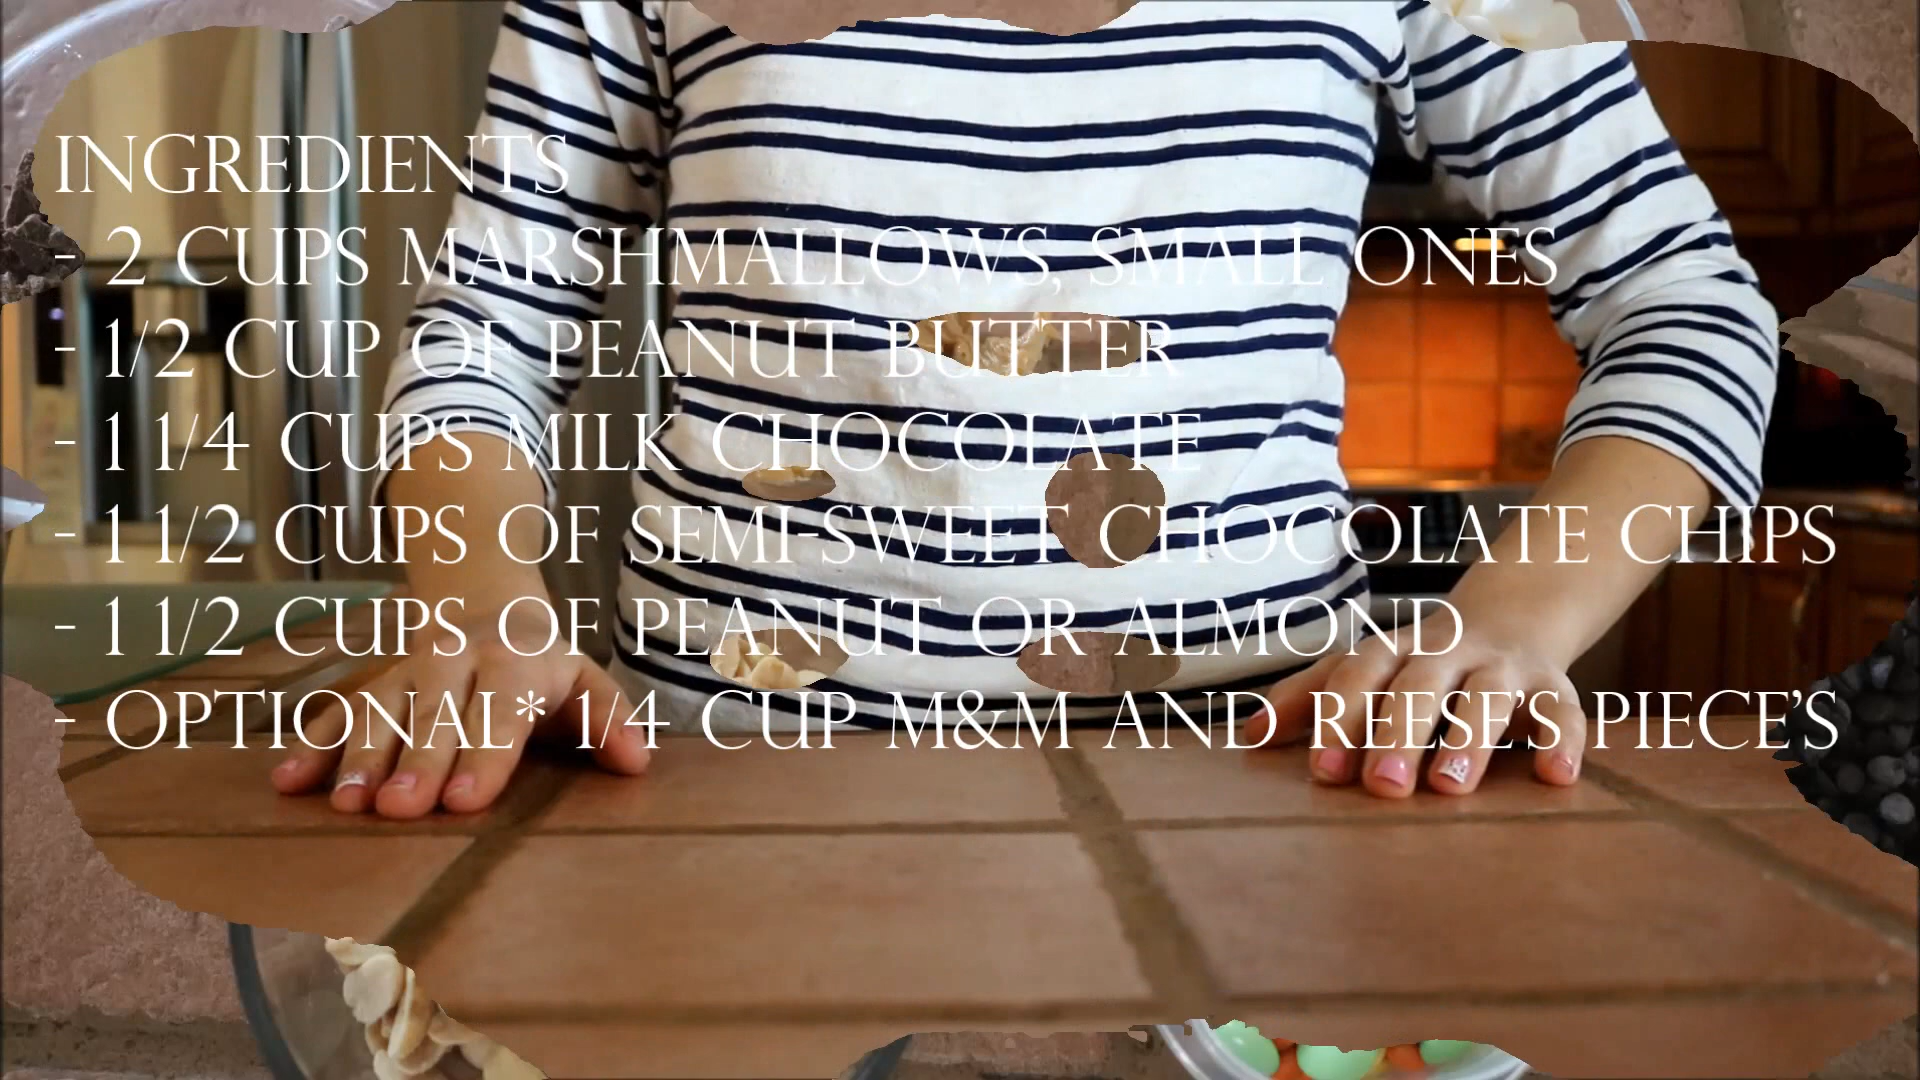 INGREDIENTS
- 2 CUPS MARSHMALLOWS, SMALL ONES
- 1/2 CUP OF PEANUT BUTTER
- 1 1/4 CUPS MILK CHOCOLATE
- 1 1/2 CUPS OF SEMI-SWEET CHOCOLATE CHIPS
- 1 1/2 CUPS OF PEANUT OR ALMOND
- OPTIONAL* 1/4 CUP M&M AND REESE'S PIECE'S